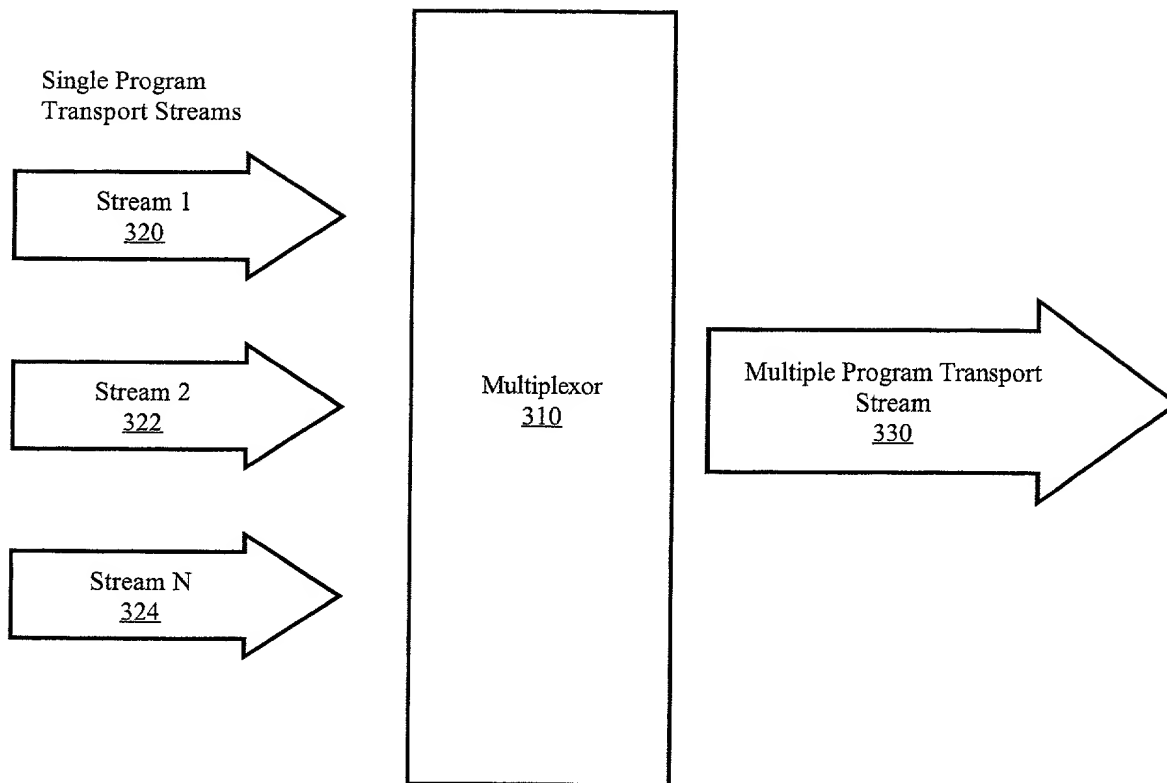 Single Program
Transport Streams
Stream 1
320
Stream 2
322
Stream N
324
Multiplexor
310
Multiple Program Transport
Stream
330